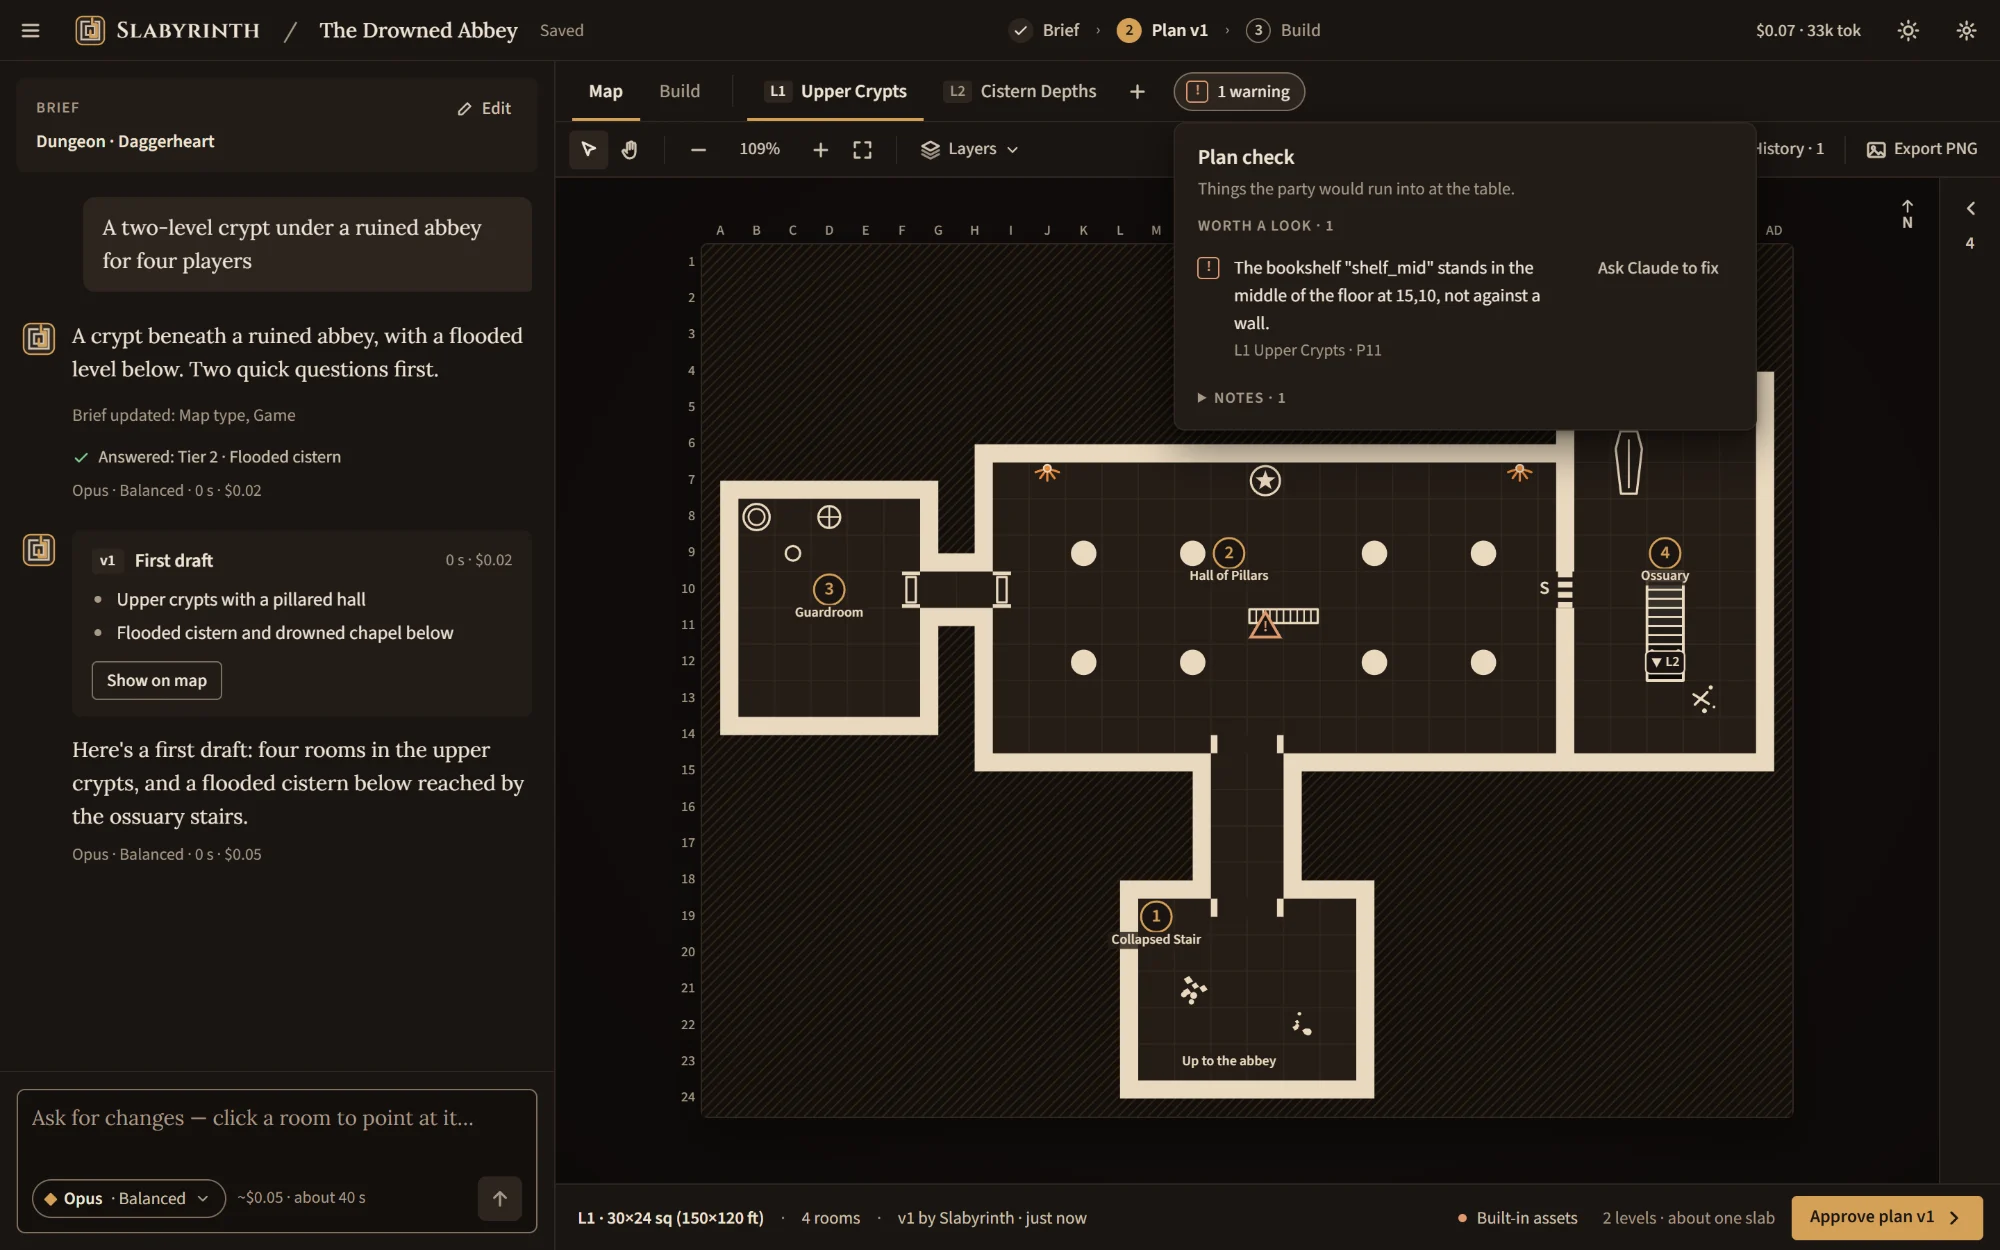 SLABYRINTH / The Drowned Abbey Saved
Brief › 2 Plan v1 › 3 Build
$0.07 · 33k tok
BRIEF
Edit
Dungeon · Daggerheart
A two-level crypt under a ruined abbey
for four players
A crypt beneath a ruined abbey, with a flooded
level below. Two quick questions first.
Brief updated: Map type, Game
Answered: Tier 2 · Flooded cistern
Opus · Balanced · 0 s · $0.02
v1 First draft 0 s · $0.02
Upper crypts with a pillared hall
Flooded cistern and drowned chapel below
Show on map
Here's a first draft: four rooms in the upper
crypts, and a flooded cistern below reached by
the ossuary stairs.
Opus · Balanced · 0 s · $0.05
Ask for changes — click a room to point at it...
Opus · Balanced ~$0.05 · about 40 s
Map Build L1 Upper Crypts L2 Cistern Depths + ! 1 warning
109% Layers
History · 1 Export PNG
Plan check
Things the party would run into at the table.
WORTH A LOOK · 1
! The bookshelf "shelf_mid" stands in the
middle of the floor at 15,10, not against a
wall.
L1 Upper Crypts · P11
Ask Claude to fix
NOTES · 1
N
4
A B C D E F G H I J K L M AD
1
2
3
4
5
6
7
8
9
10
11
12
13
14
15
16
17
18
19
20
21
22
23
24
2
Hall of Pillars
4
Ossuary
3
Guardroom
S
!
▼ L2
1
Collapsed Stair
Up to the abbey
L1 · 30×24 sq (150×120 ft) · 4 rooms · v1 by Slabyrinth · just now
Built-in assets 2 levels · about one slab Approve plan v1